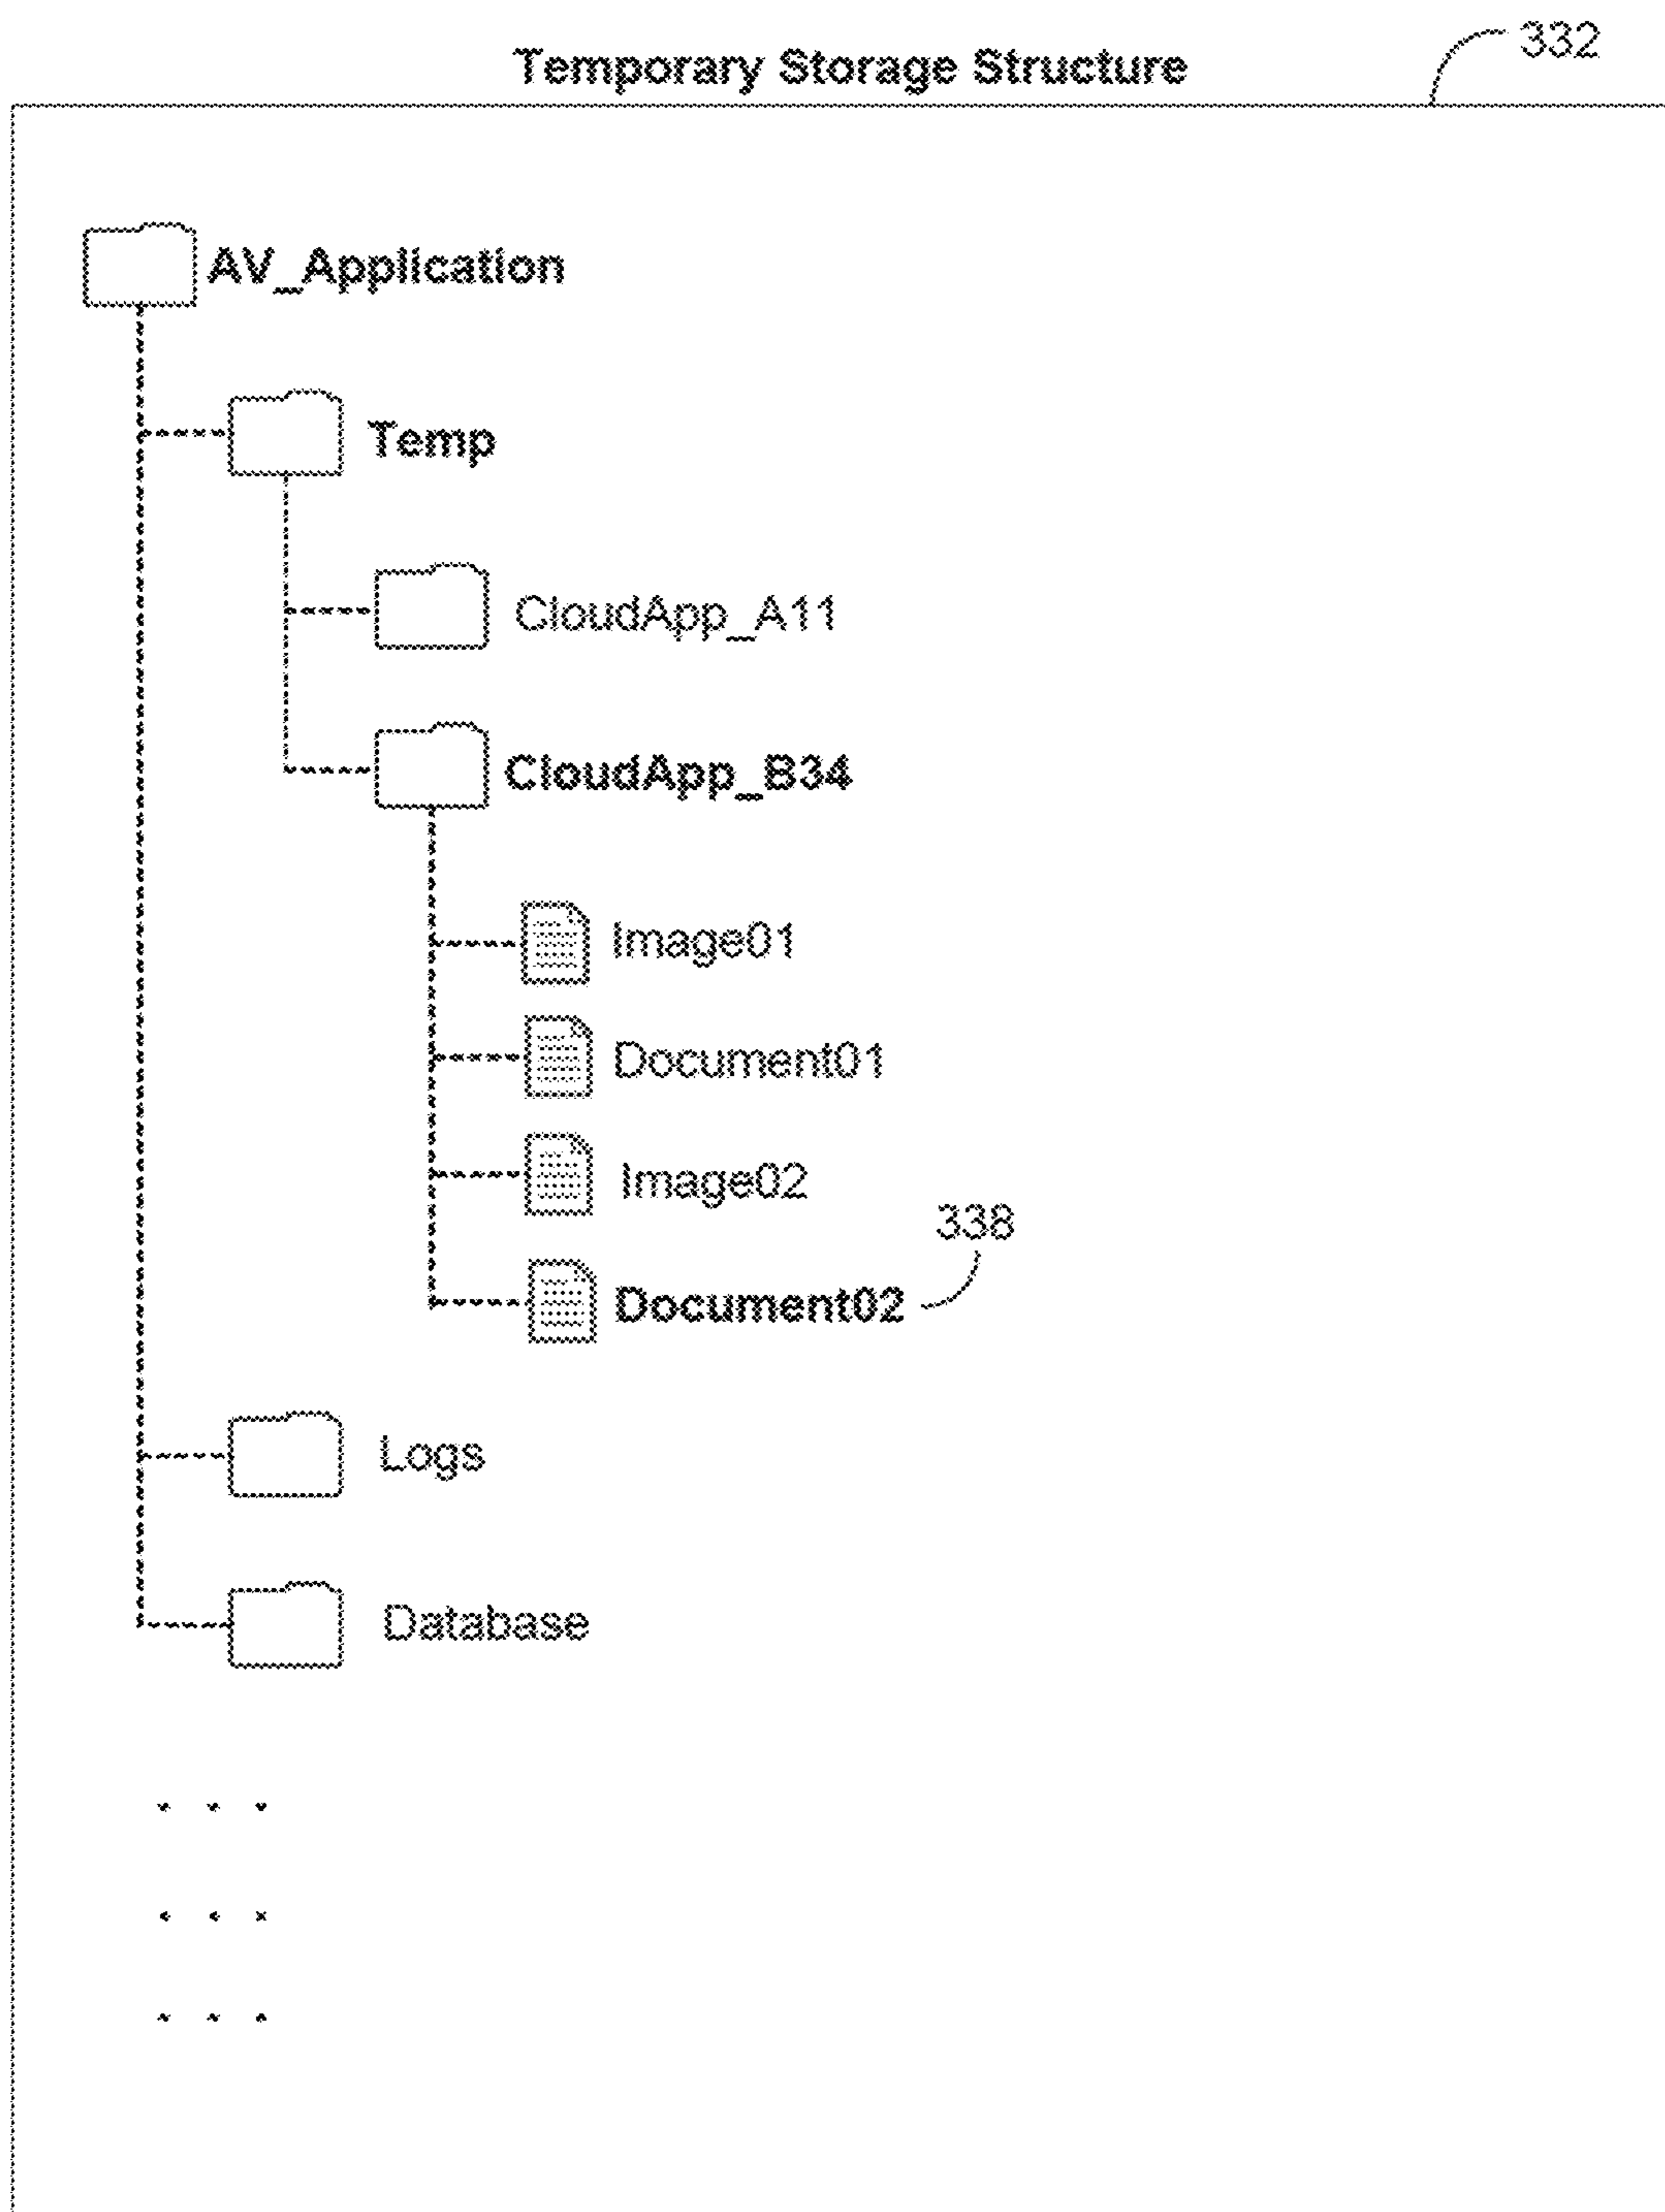 332
Temporary Storage Structure
AV_Application
Temp
CloudApp_A11
CloudApp_B34
Image01
Document01
Image02
338
Document02
Logs
Database
. . .
. . .
. . .